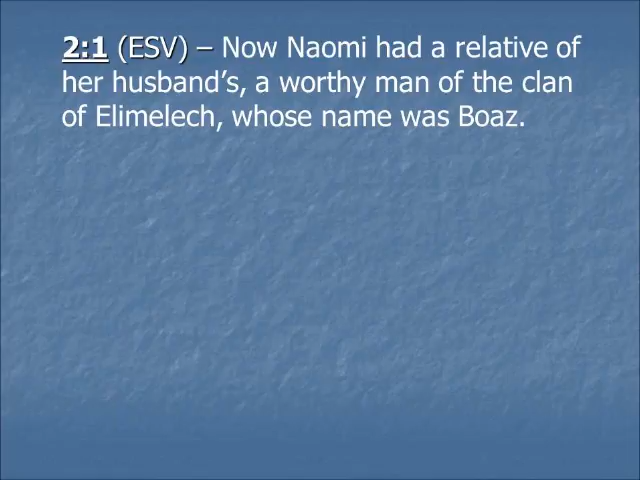 2:1 (ESV) – Now Naomi had a relative of
her husband’s, a worthy man of the clan
of Elimelech, whose name was Boaz.